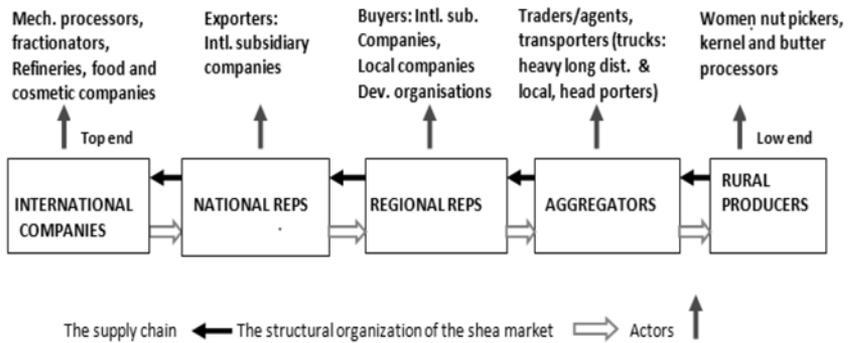 Mech. processors,
fractionators,
Refineries, food and
cosmetic companies
Exporters:
Intl. subsidiary
companies
Buyers: Intl. sub.
Companies,
Local companies
Dev. organisations
Traders/agents,
transporters (trucks:
heavy long dist. &
local, head porters)
Women nut pickers,
kernel and butter
processors
Top end
Low end
INTERNATIONAL
COMPANIES
NATIONAL REPS
REGIONAL REPS
AGGREGATORS
RURAL
PRODUCERS
The supply chain The structural organization of the shea market Actors